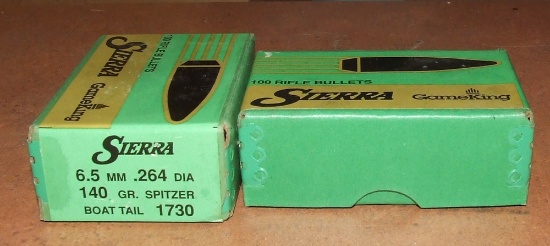 100 RIFLE BULLETS
SIERRA
GameKing
SIERRA
6.5 MM .264 DIA
140 GR. SPITZER
BOAT TAIL 1730
100 RIFLE BULLETS
SIERRA GameKing